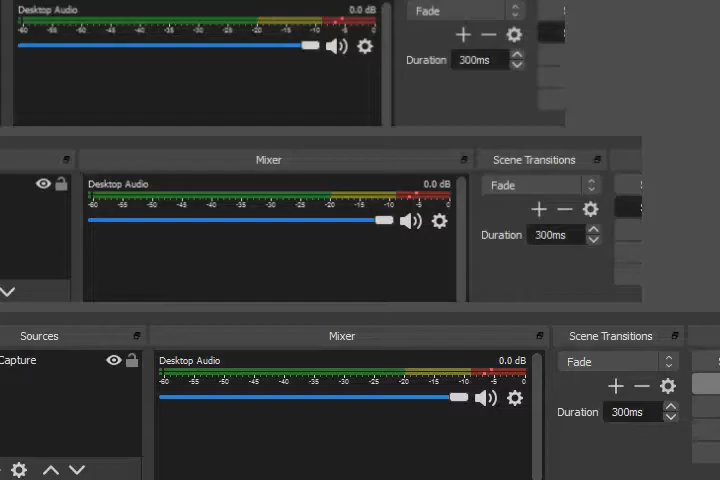 Desktop Audio 0.0 dB
-60 -55 -50 -45 -40 -35 -30 -25 -20 -15 -10 -5 0
Fade
Duration 300ms
Mixer Scene Transitions
Desktop Audio 0.0 dB
-60 -55 -50 -45 -40 -35 -30 -25 -20 -15 -10 -5 0
Fade
Duration 300ms
Sources Mixer Scene Transitions
Capture
Desktop Audio 0.0 dB
-60 -55 -50 -45 -40 -35 -30 -25 -20 -15 -10 -5 0
Fade
Duration 300ms